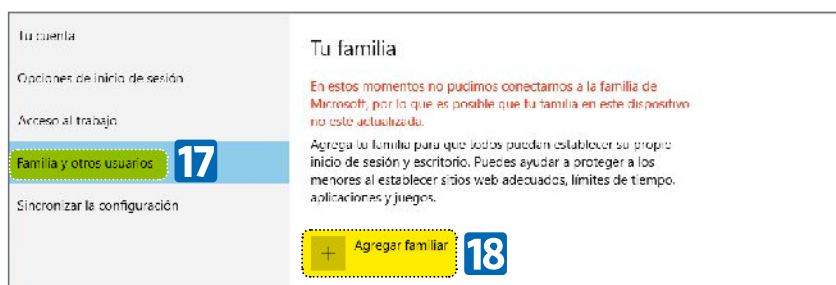 Tu cuenta
Opciones de inicio de sesión
Acceso al trabajo
Familia y otros usuarios 17
Sincronizar la configuración
Tu familia
En estos momentos no pudimos conectarnos a la familia de
Microsoft, por lo que es posible que tu familia en este dispositivo
no esté actualizada.
Agrega tu familia para que todos puedan establecer su propio
inicio de sesión y escritorio. Puedes ayudar a proteger a los
menores al establecer sitios web adecuados, límites de tiempo,
aplicaciones y juegos.
+ Agregar familiar 18